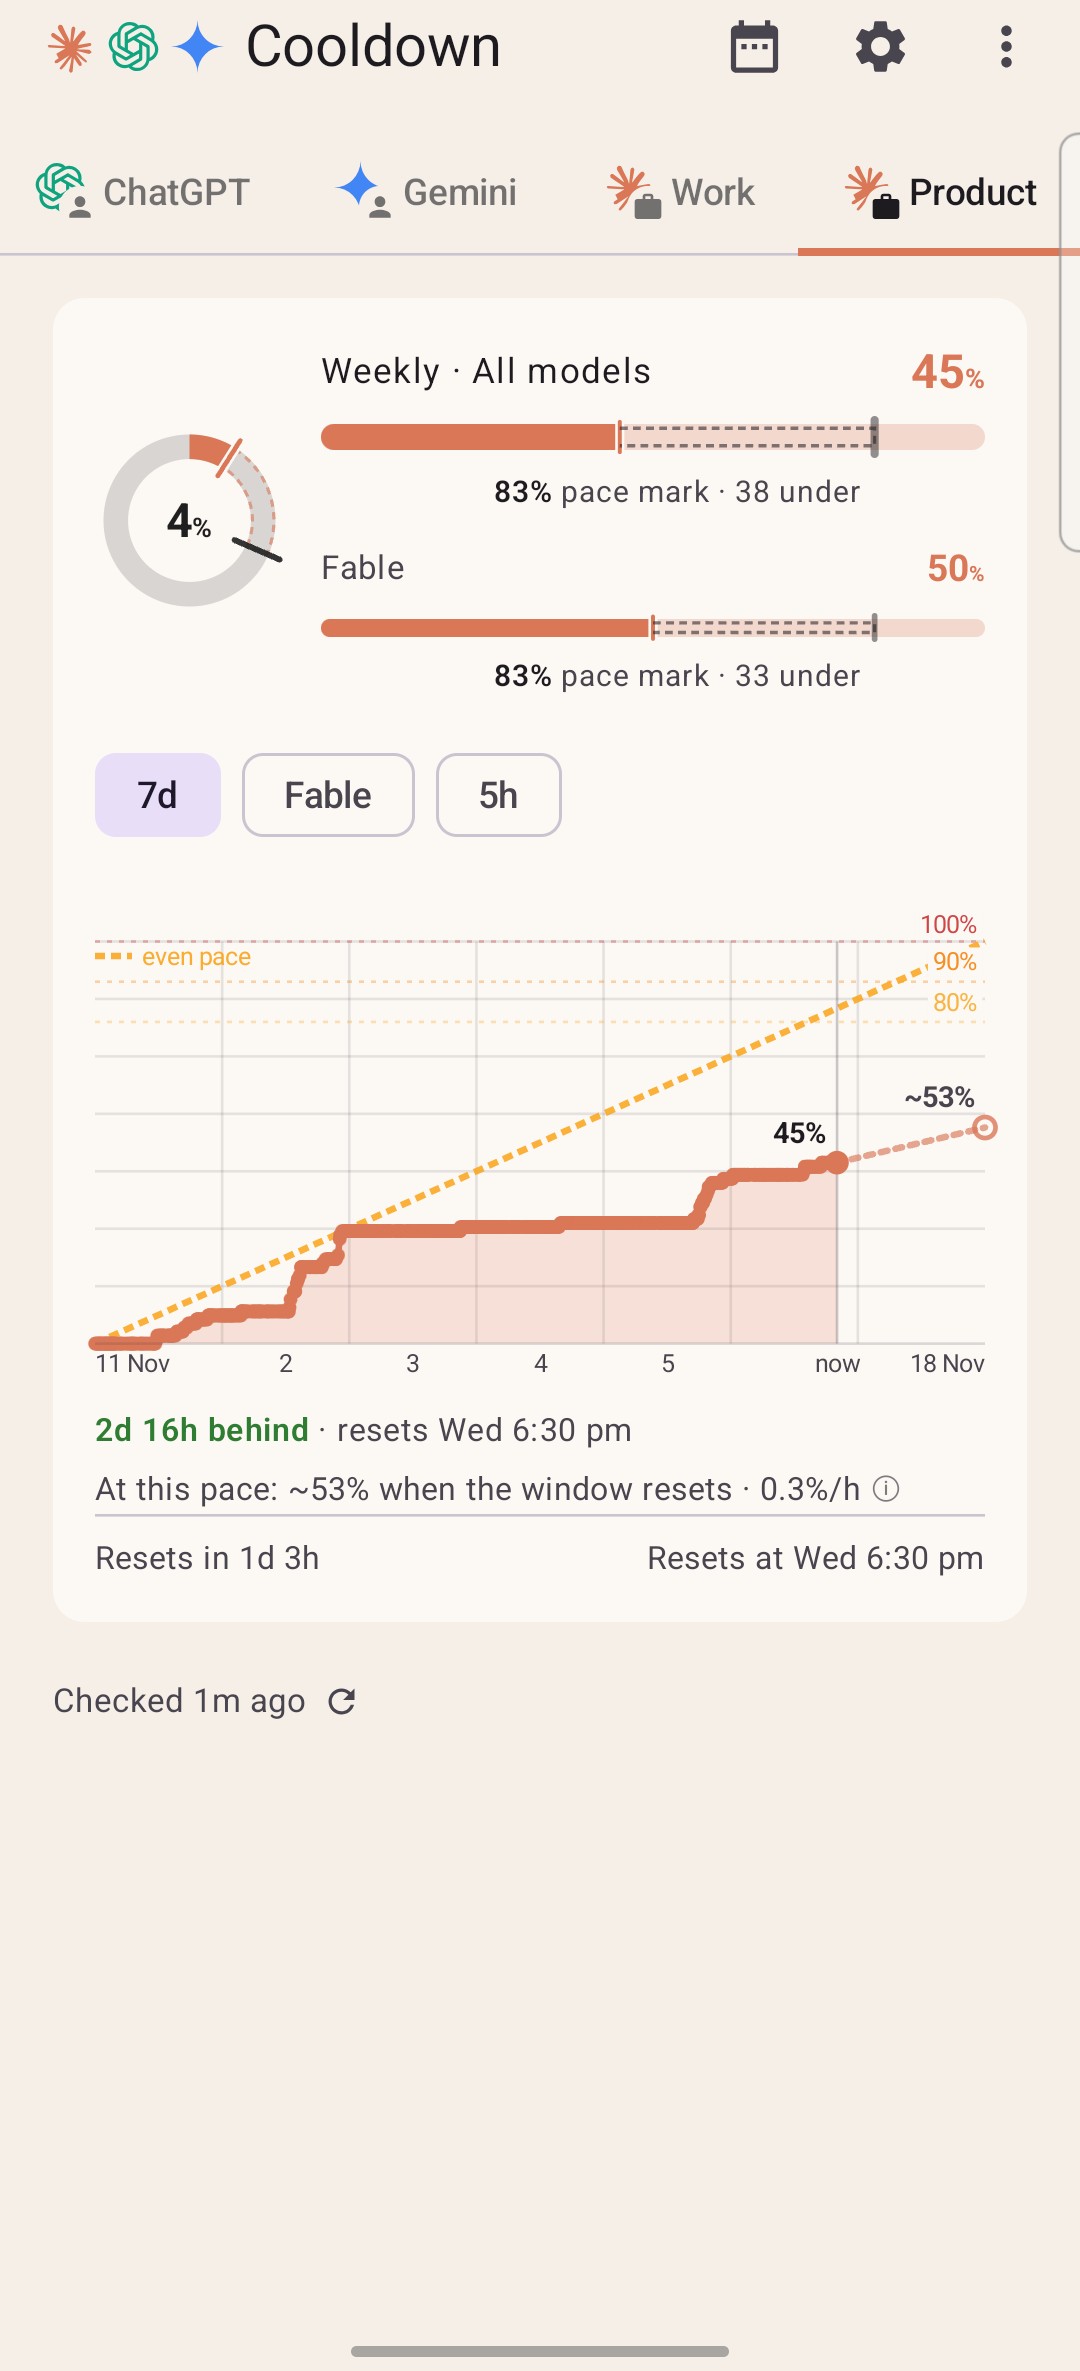 Cooldown
ChatGPT
Gemini
Work
Product
Weekly · All models
45%
83% pace mark · 38 under
4%
Fable
50%
83% pace mark · 33 under
7d
Fable
5h
100%
even pace
90%
80%
~53%
45%
11 Nov
2
3
4
5
now
18 Nov
2d 16h behind · resets Wed 6:30 pm
At this pace: ~53% when the window resets · 0.3%/h
Resets in 1d 3h
Resets at Wed 6:30 pm
Checked 1m ago